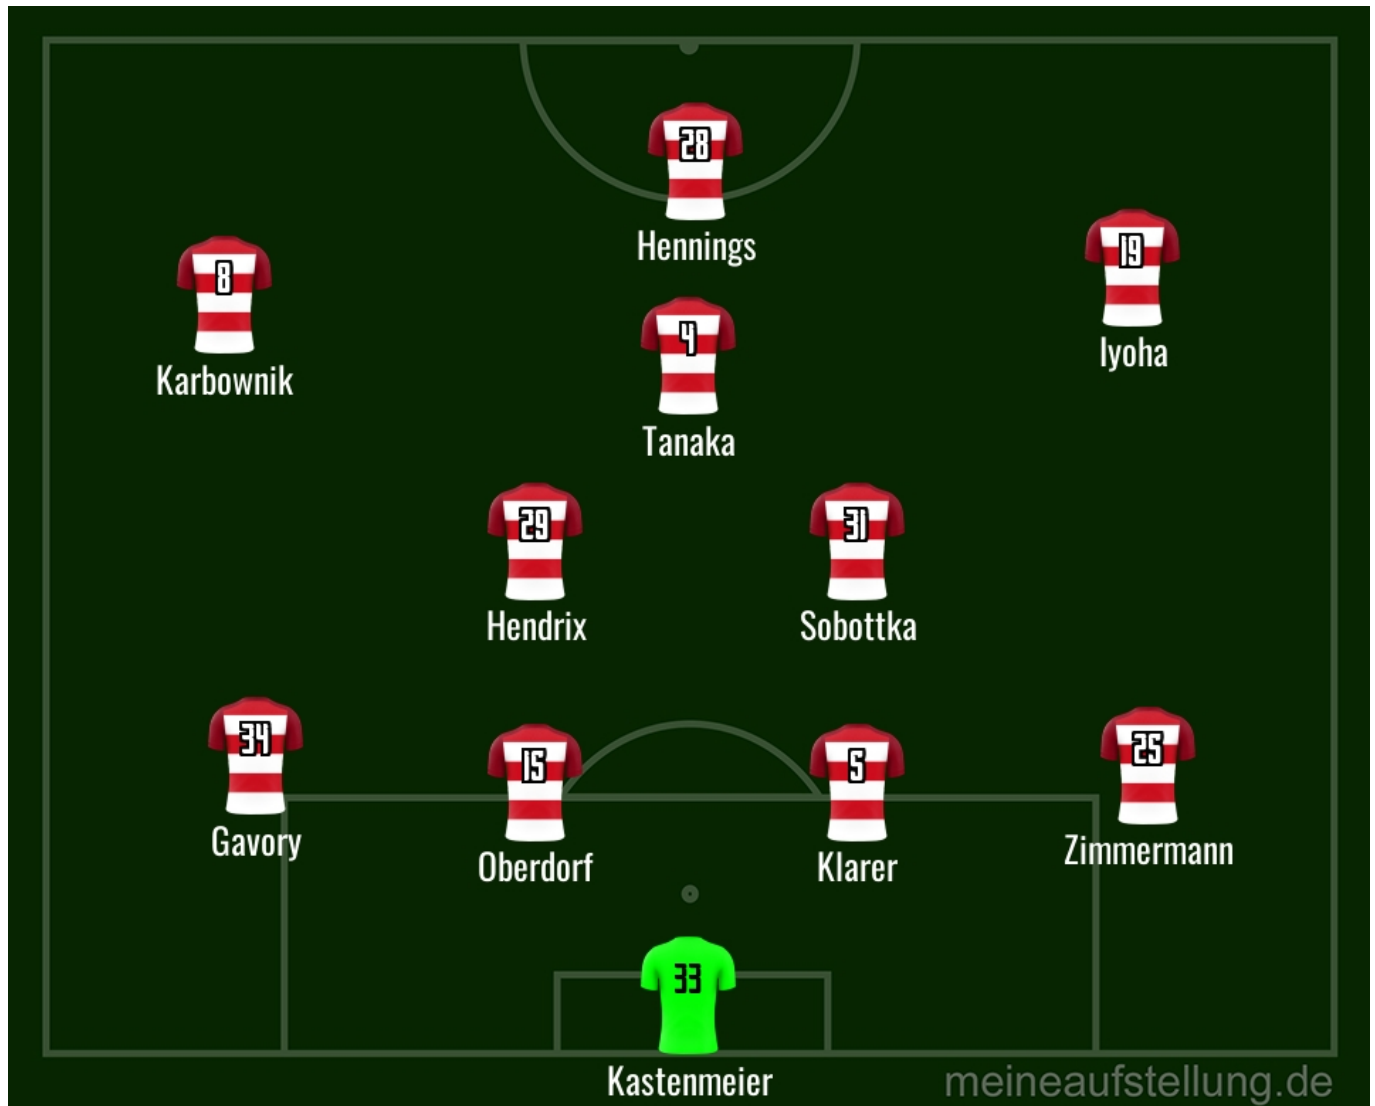 28
Hennings
8
Karbownik
19
Iyoha
4
Tanaka
29
Hendrix
31
Sobottka
34
Gavory
15
Oberdorf
5
Klarer
25
Zimmermann
33
Kastenmeier
meineaufstellung.de